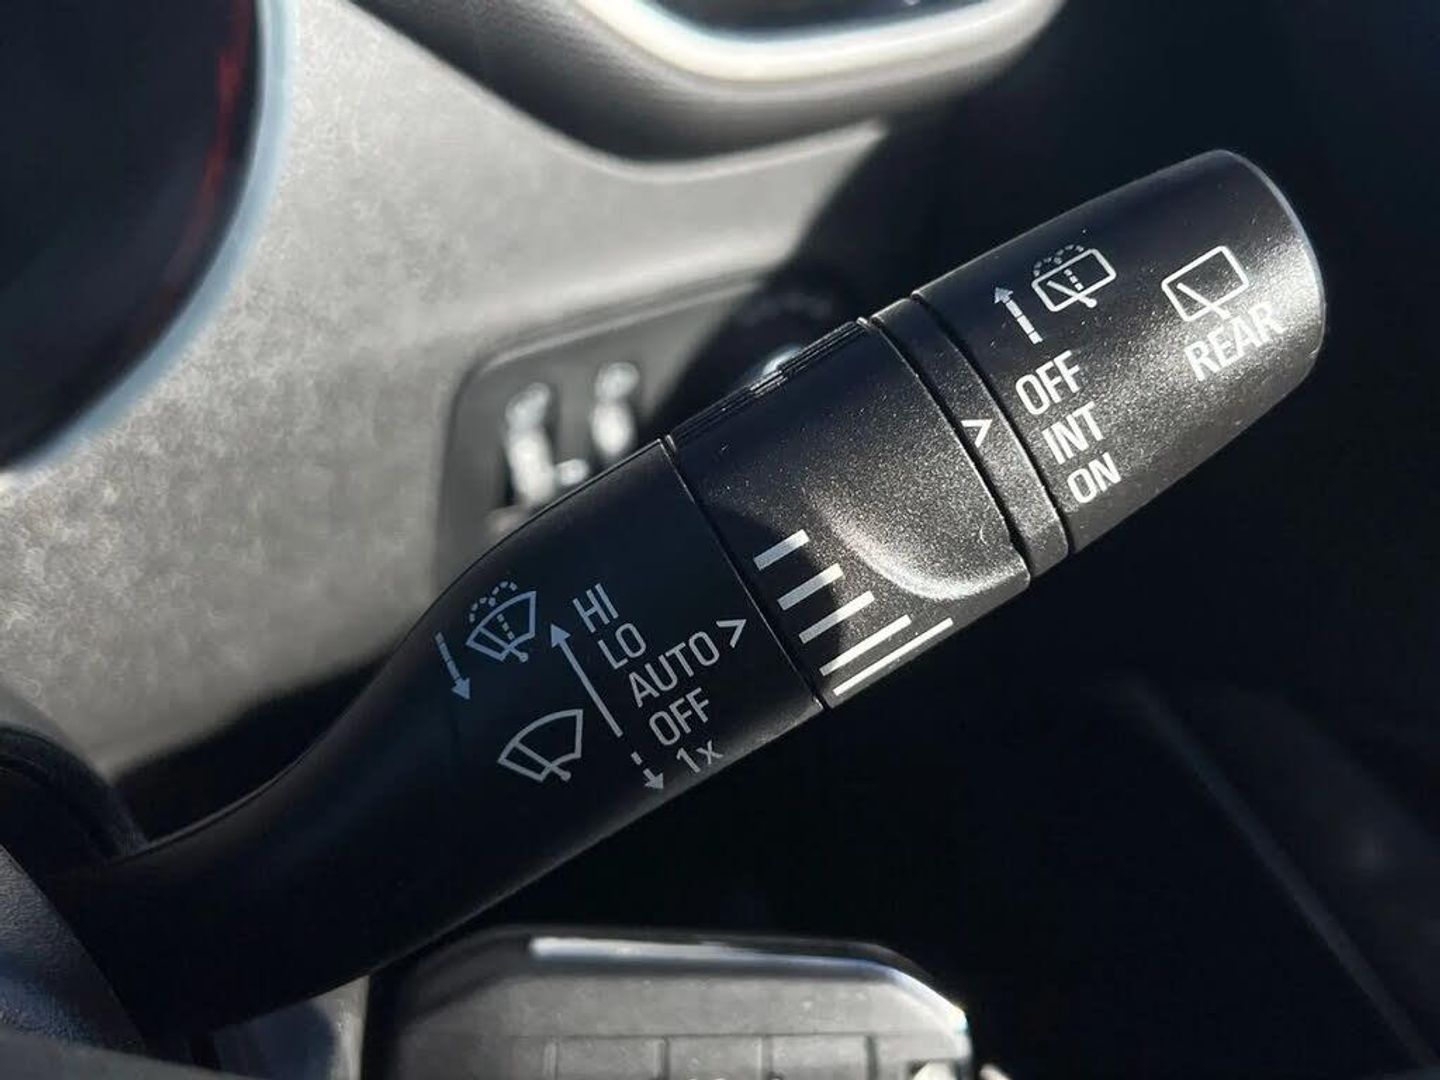 HI
LO
AUTO >
OFF
1x
>
OFF
INT
ON
REAR